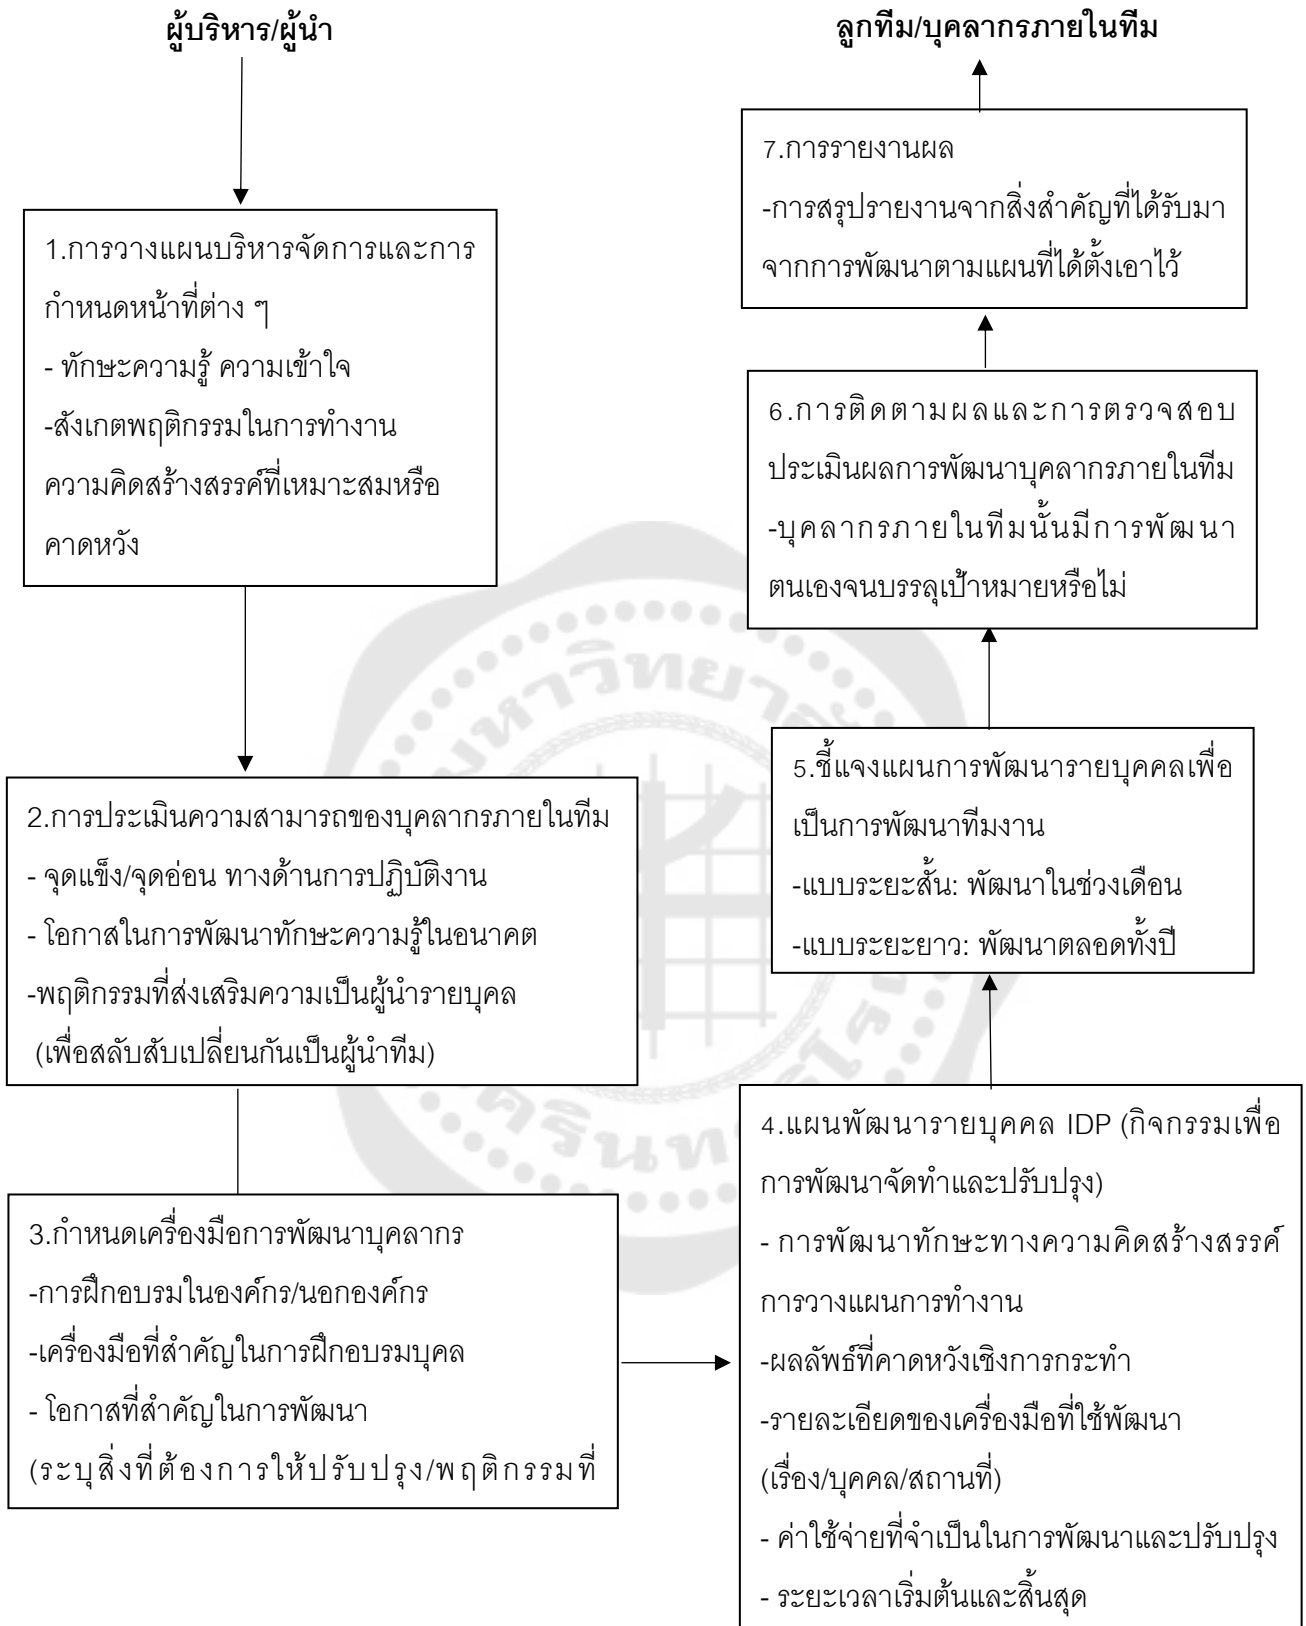 ผู้บริหาร/ผู้นำ
1.การวางแผนบริหารจัดการและการ
กำหนดหน้าที่ต่าง ๆ
- ทักษะความรู้ ความเข้าใจ
-สังเกตพฤติกรรมในการทำงาน
ความคิดสร้างสรรค์ที่เหมาะสมหรือ
คาดหวัง
2.การประเมินความสามารถของบุคลากรภายในทีม
- จุดแข็ง/จุดอ่อน ทางด้านการปฏิบัติงาน
- โอกาสในการพัฒนาทักษะความรู้ในอนาคต
-พฤติกรรมที่ส่งเสริมความเป็นผู้นำรายบุคล
(เพื่อสลับสับเปลี่ยนกันเป็นผู้นำทีม)
3.กำหนดเครื่องมือการพัฒนาบุคลากร
-การฝึกอบรมในองค์กร/นอกองค์กร
-เครื่องมือที่สำคัญในการฝึกอบรมบุคล
- โอกาสที่สำคัญในการพัฒนา
(ระบุสิ่งที่ต้องการให้ปรับปรุง/พฤติกรรมที่
4.แผนพัฒนารายบุคคล IDP (กิจกรรมเพื่อ
การพัฒนาจัดทำและปรับปรุง)
- การพัฒนาทักษะทางความคิดสร้างสรรค์
การวางแผนการทำงาน
-ผลลัพธ์ที่คาดหวังเชิงการกระทำ
-รายละเอียดของเครื่องมือที่ใช้พัฒนา
(เรื่อง/บุคคล/สถานที่)
- ค่าใช้จ่ายที่จำเป็นในการพัฒนาและปรับปรุง
- ระยะเวลาเริ่มต้นและสิ้นสุด
5.ชี้แจงแผนการพัฒนารายบุคคลเพื่อ
เป็นการพัฒนาทีมงาน
-แบบระยะสั้น: พัฒนาในช่วงเดือน
-แบบระยะยาว: พัฒนาตลอดทั้งปี
6.การติดตามผลและการตรวจสอบ
ประเมินผลการพัฒนาบุคลากรภายในทีม
-บุคลากรภายในทีมนั้นมีการพัฒนา
ตนเองจนบรรลุเป้าหมายหรือไม่
7.การรายงานผล
-การสรุปรายงานจากสิ่งสำคัญที่ได้รับมา
จากการพัฒนาตามแผนที่ได้ตั้งเอาไว้
ลูกทีม/บุคลากรภายในทีม